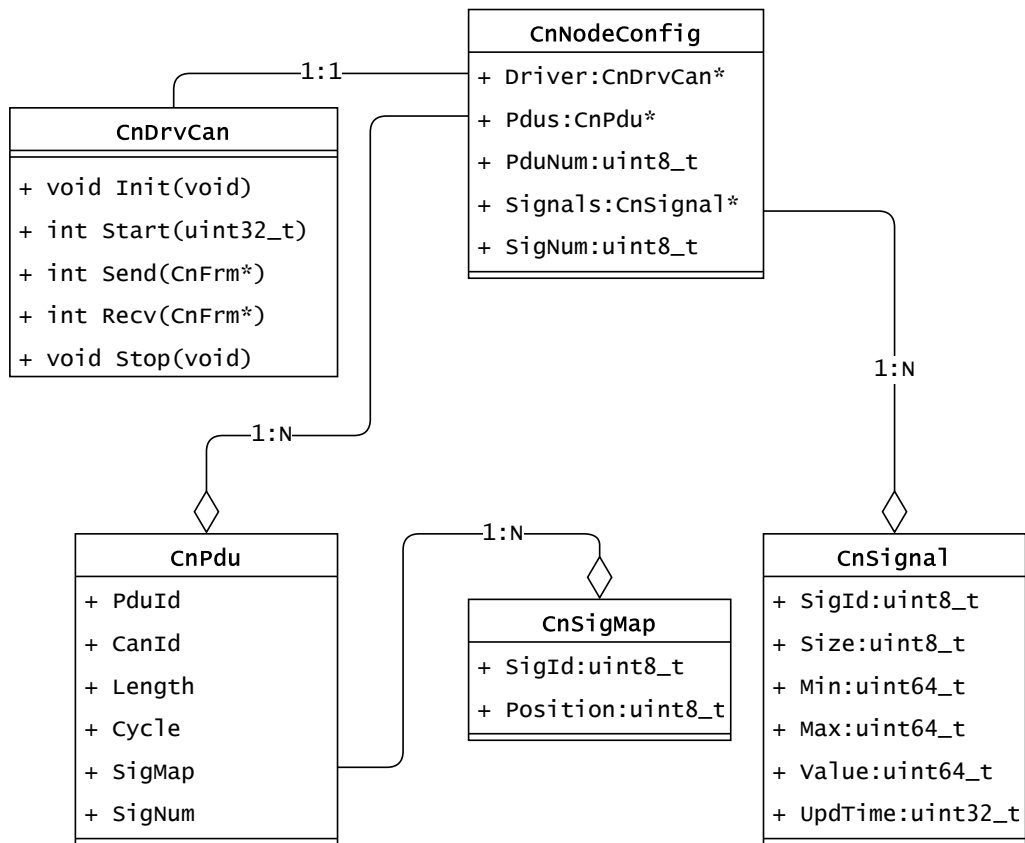 CnNodeConfig
+ Driver:CnDrvCan*
+ Pdus:CnPdu*
+ PduNum:uint8_t
+ Signals:CnSignal*
+ SigNum:uint8_t
1:1
CnDrvCan
+ void Init(void)
+ int Start(uint32_t)
+ int Send(CnFrm*)
+ int Recv(CnFrm*)
+ void Stop(void)
1:N
1:N
CnPdu
+ PduId
+ CanId
+ Length
+ Cycle
+ SigMap
+ SigNum
1:N
CnSigMap
+ SigId:uint8_t
+ Position:uint8_t
CnSignal
+ SigId:uint8_t
+ Size:uint8_t
+ Min:uint64_t
+ Max:uint64_t
+ Value:uint64_t
+ UpdTime:uint32_t